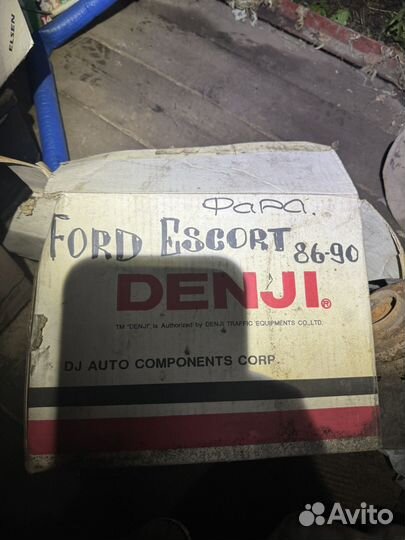 ELSEN
Фара.
FORD ESCORT 86-90
DENJI®
TM "DENJI" is Authorized by DENJI TRAFFIC EQUIPMENTS CO.,LTD.
DJ AUTO COMPONENTS CORP.
Avito